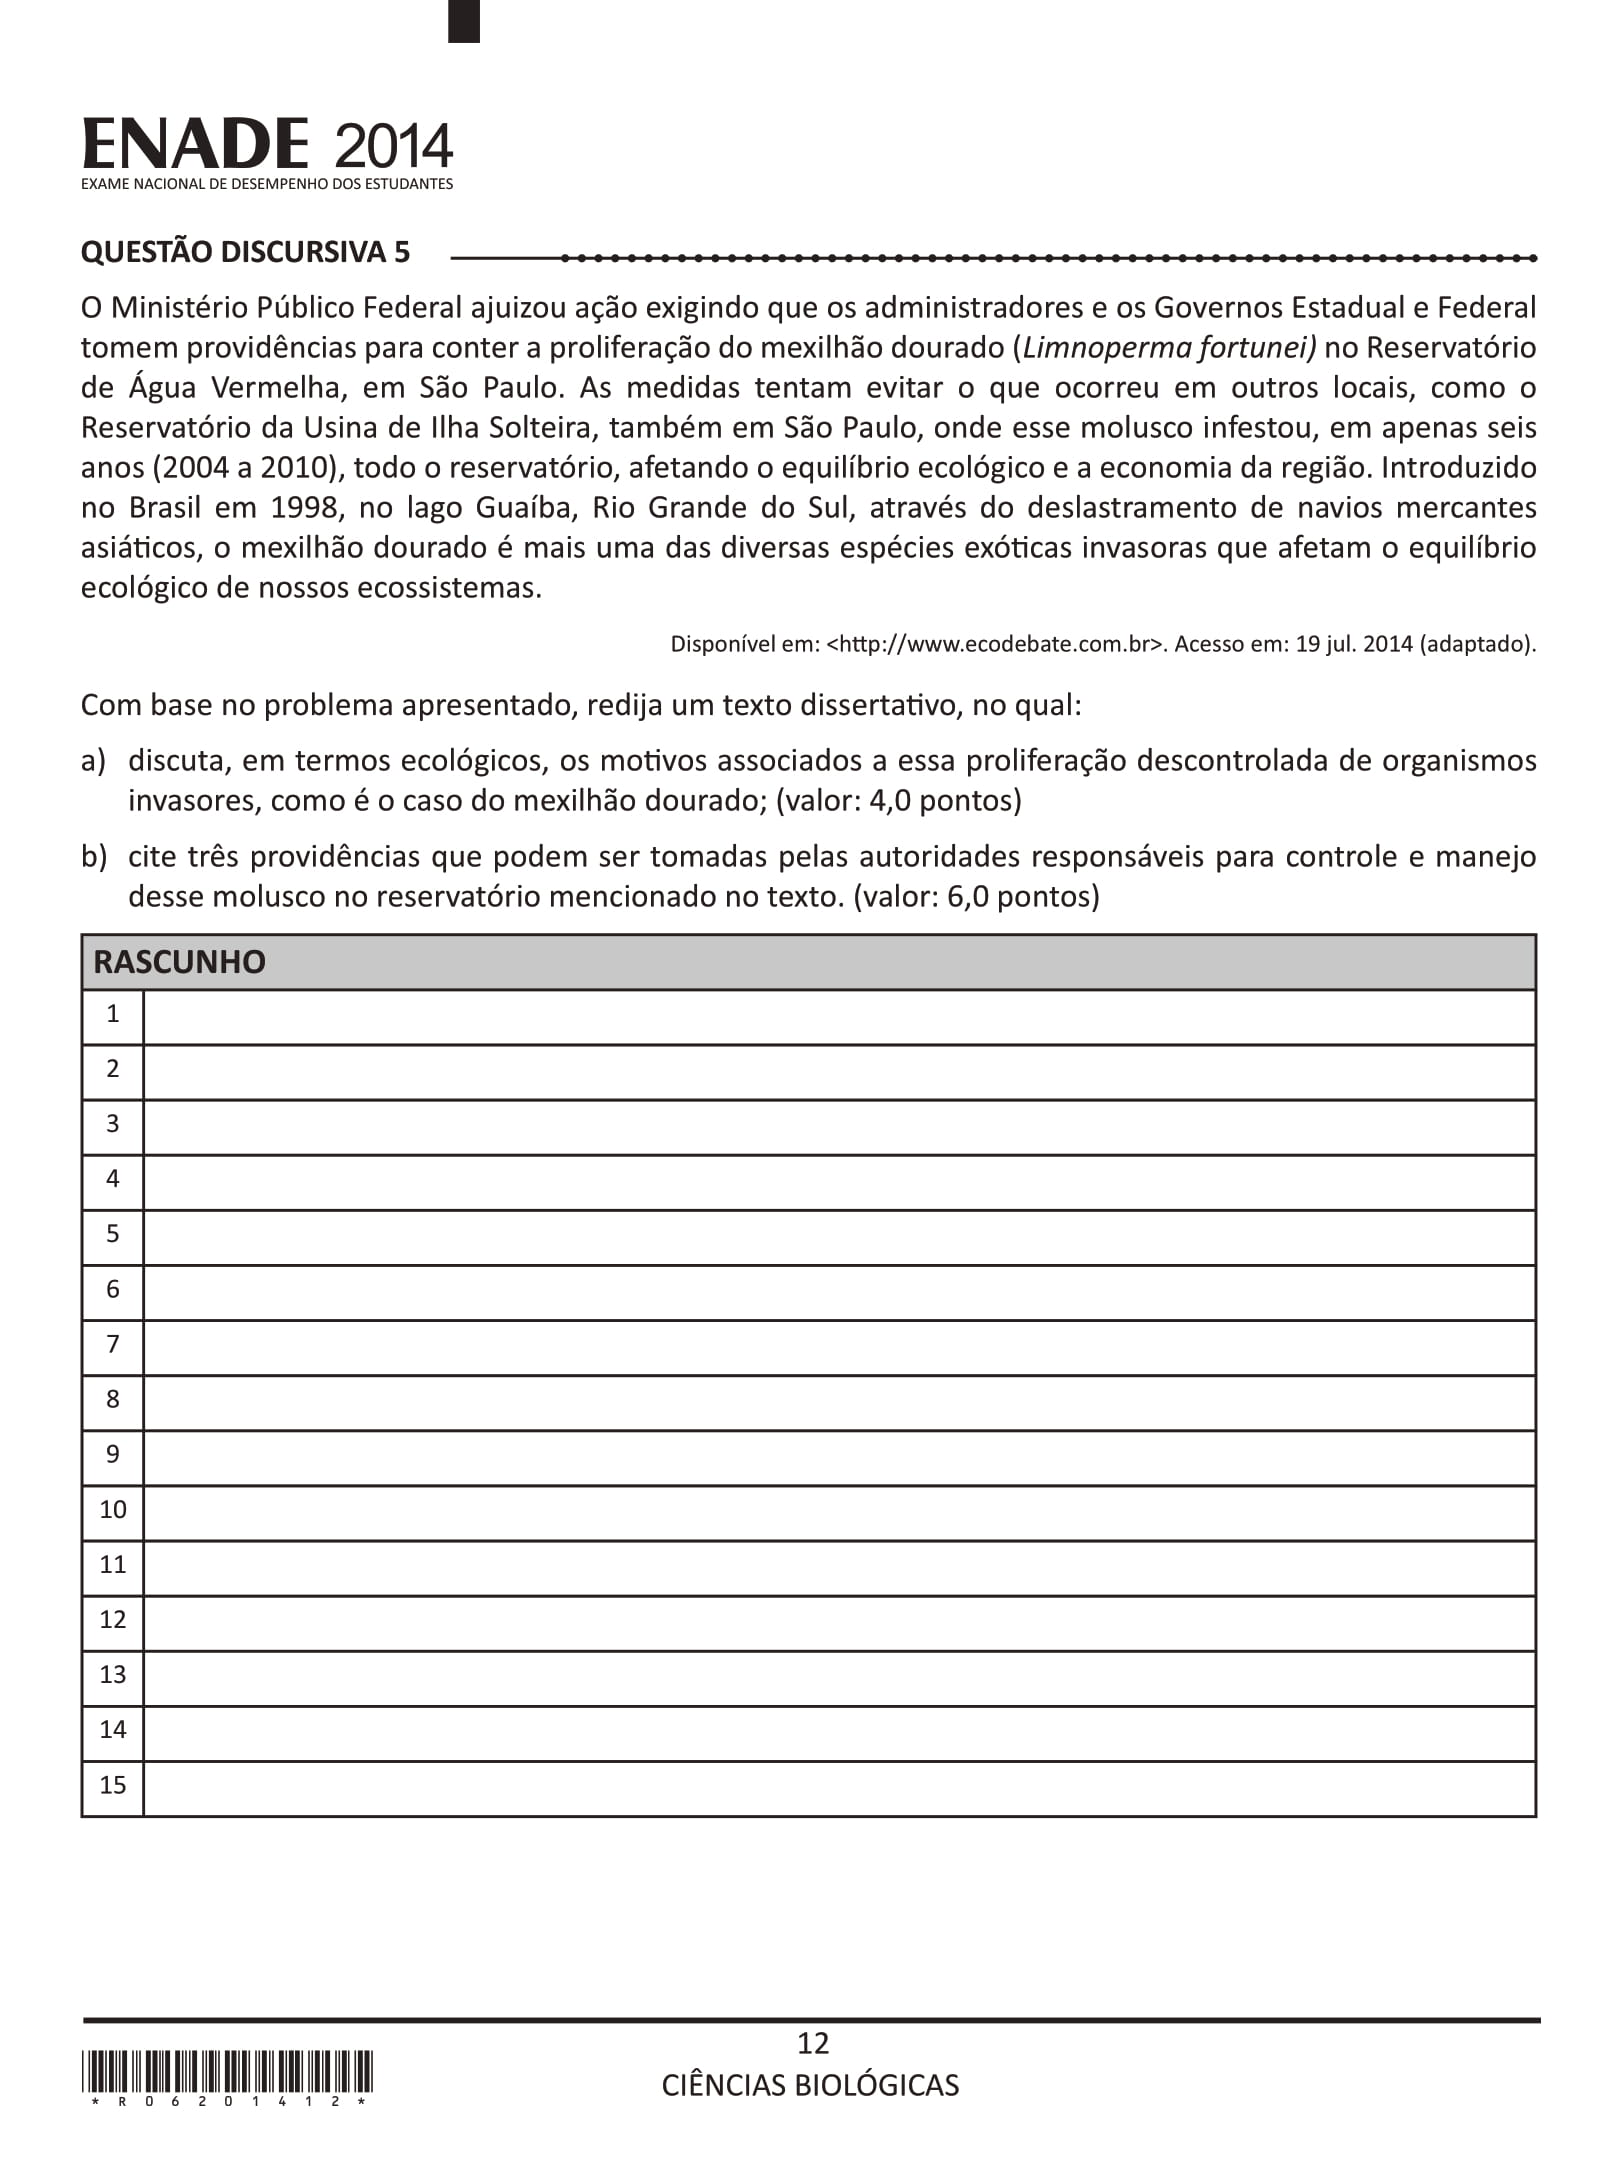 ENADE 2014
EXAME NACIONAL DE DESEMPENHO DOS ESTUDANTES
QUESTÃO DISCURSIVA 5
O Ministério Público Federal ajuizou ação exigindo que os administradores e os Governos Estadual e Federal
tomem providências para conter a proliferação do mexilhão dourado (Limnoperma fortunei) no Reservatório
de Água Vermelha, em São Paulo. As medidas tentam evitar o que ocorreu em outros locais, como o
Reservatório da Usina de Ilha Solteira, também em São Paulo, onde esse molusco infestou, em apenas seis
anos (2004 a 2010), todo o reservatório, afetando o equilíbrio ecológico e a economia da região. Introduzido
no Brasil em 1998, no lago Guaíba, Rio Grande do Sul, através do deslastramento de navios mercantes
asiáticos, o mexilhão dourado é mais uma das diversas espécies exóticas invasoras que afetam o equilíbrio
ecológico de nossos ecossistemas.
Disponível em: <http://www.ecodebate.com.br>. Acesso em: 19 jul. 2014 (adaptado).
Com base no problema apresentado, redija um texto dissertativo, no qual:
a) discuta, em termos ecológicos, os motivos associados a essa proliferação descontrolada de organismos
invasores, como é o caso do mexilhão dourado; (valor: 4,0 pontos)
b) cite três providências que podem ser tomadas pelas autoridades responsáveis para controle e manejo
desse molusco no reservatório mencionado no texto. (valor: 6,0 pontos)
RASCUNHO
1
2
3
4
5
6
7
8
9
10
11
12
13
14
15
12
CIÊNCIAS BIOLÓGICAS
* R 0 6 2 0 1 4 1 2 *